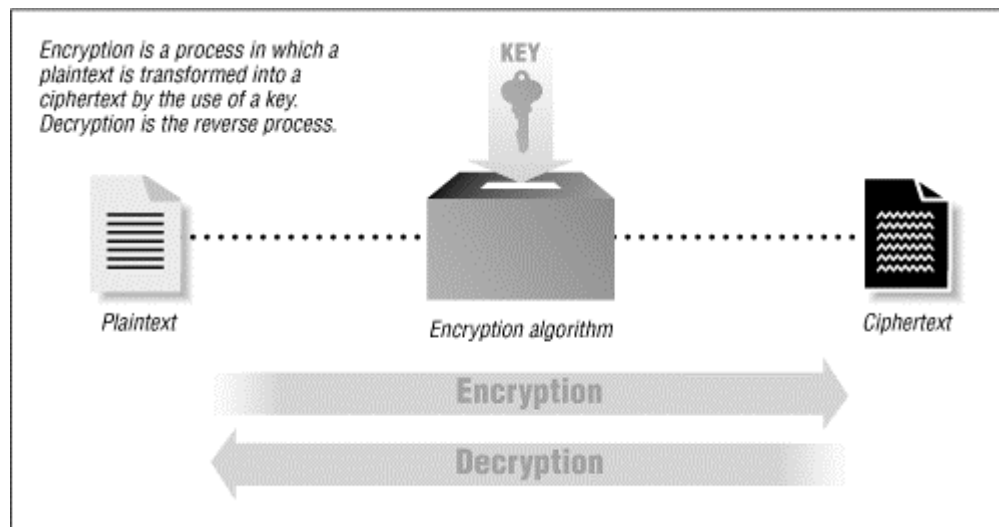 Encryption is a process in which a
plaintext is transformed into a
ciphertext by the use of a key.
Decryption is the reverse process.
KEY
Plaintext
Encryption algorithm
Ciphertext
Encryption
Decryption